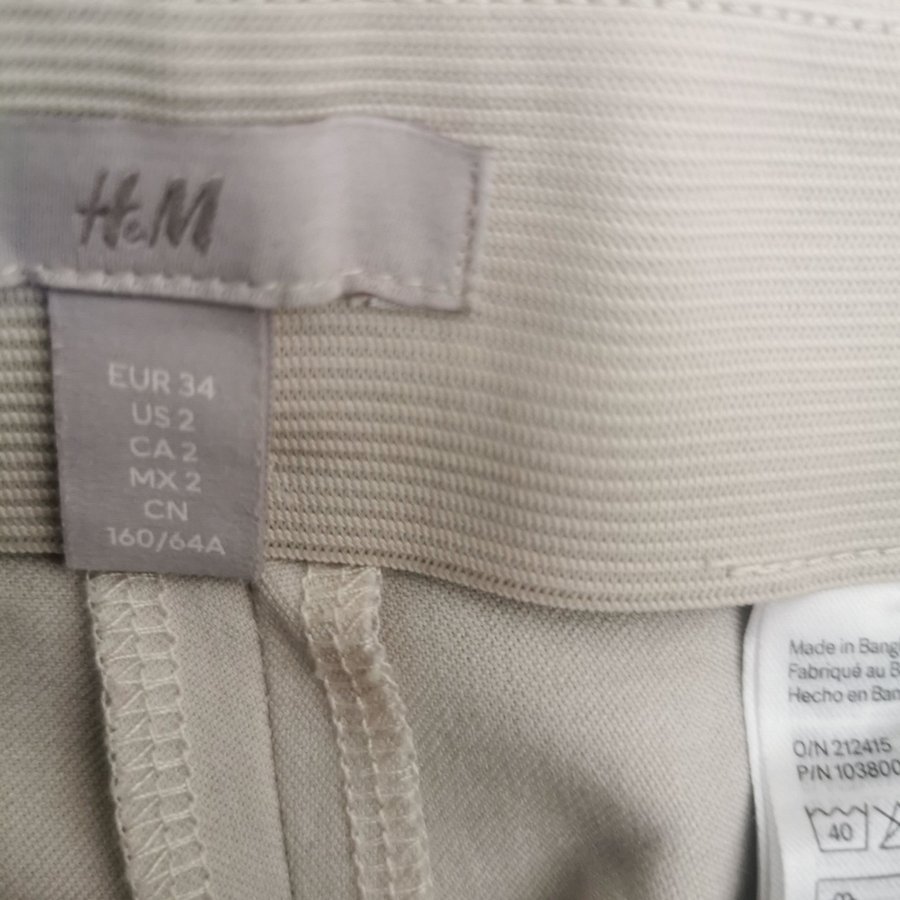 H&M
EUR 34
US 2
CA 2
MX 2
CN
160/64A
Made in Bang
Fabriqué au B
Hecho en Ban
O/N 212415
P/N 103800
40